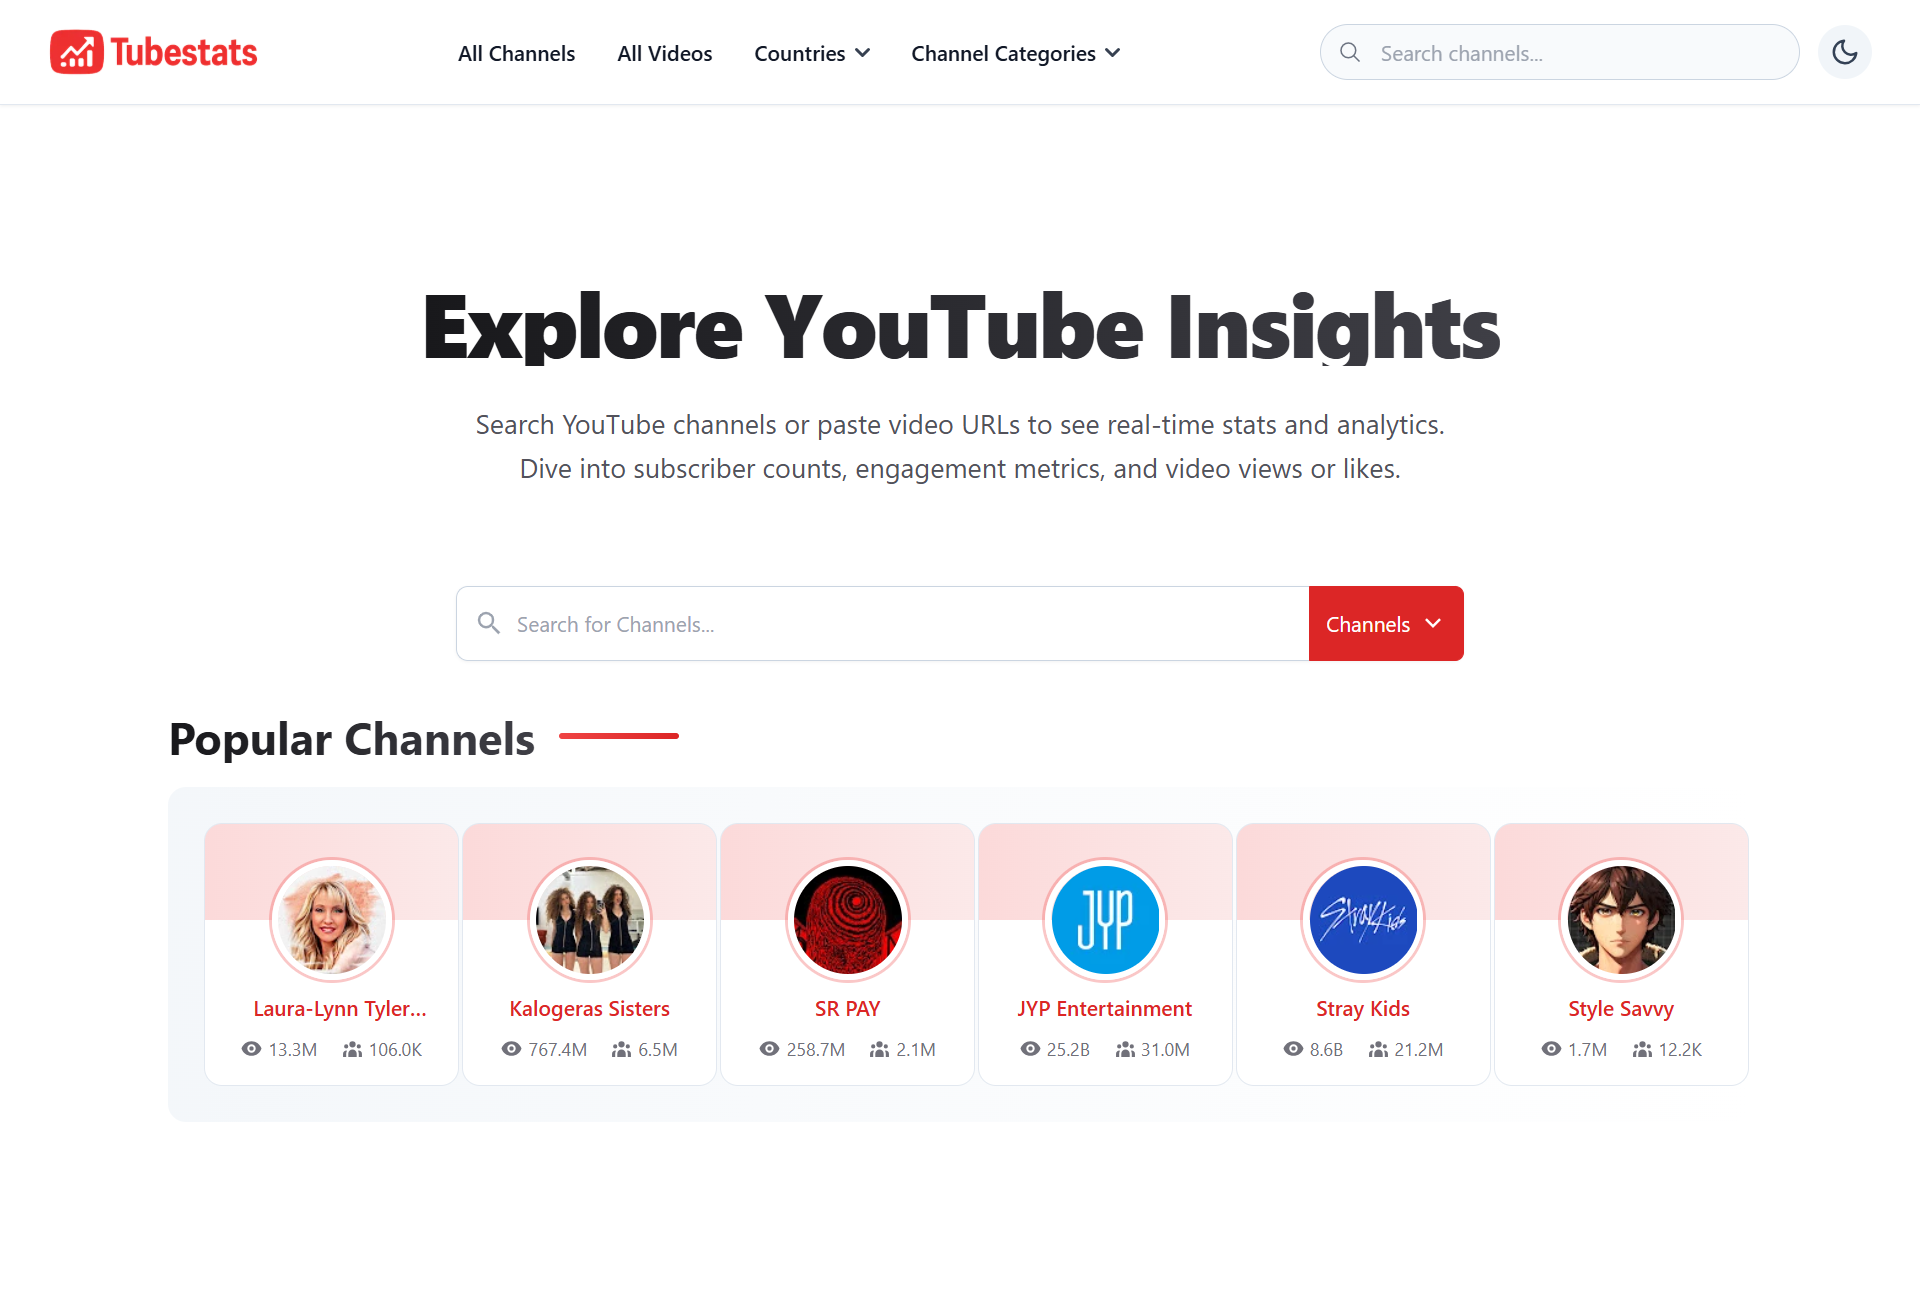 Tubestats
All Channels
All Videos
Countries
Channel Categories
Search channels...
Explore YouTube Insights
Search YouTube channels or paste video URLs to see real-time stats and analytics.
Dive into subscriber counts, engagement metrics, and video views or likes.
Search for Channels...
Channels
Popular Channels
Laura-Lynn Tyler...
13.3M 106.0K
Kalogeras Sisters
767.4M 6.5M
SR PAY
258.7M 2.1M
JYP
JYP Entertainment
25.2B 31.0M
Stray Kids
Stray Kids
8.6B 21.2M
Style Savvy
1.7M 12.2K